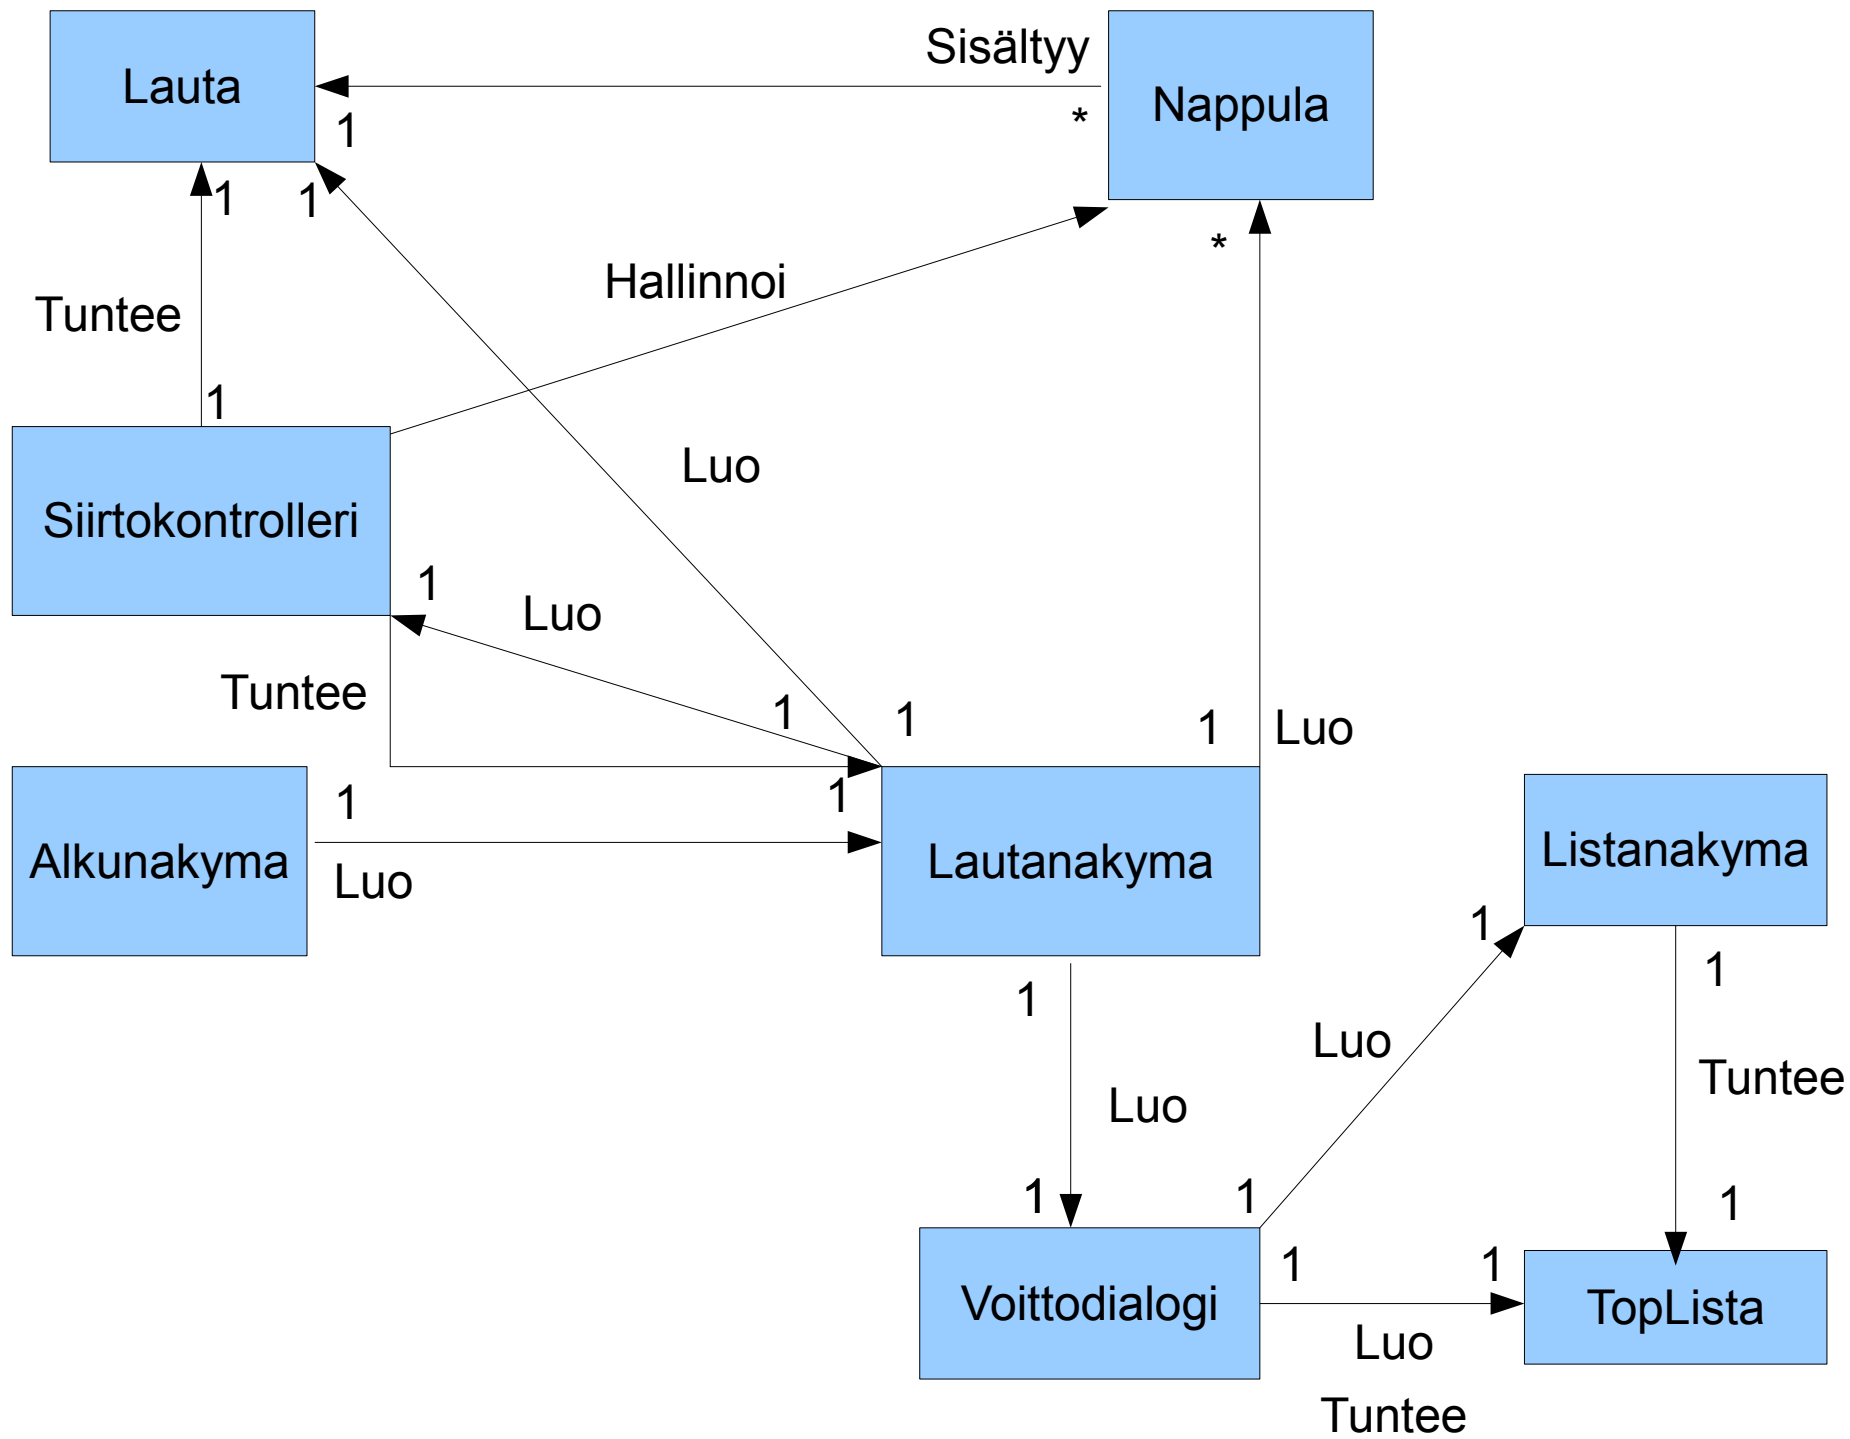 Sisältyy
Lauta
Nappula
*
1
1
1
*
Hallinnoi
Tuntee
1
Luo
Siirtokontrolleri
1
Luo
Tuntee
1
1
1
Luo
1
1
Alkunakyma
Luo
Lautanakyma
Listanakyma
1
1
1
Luo
Tuntee
Luo
1
1
1
1
1
Voittodialogi
TopLista
Luo
Tuntee